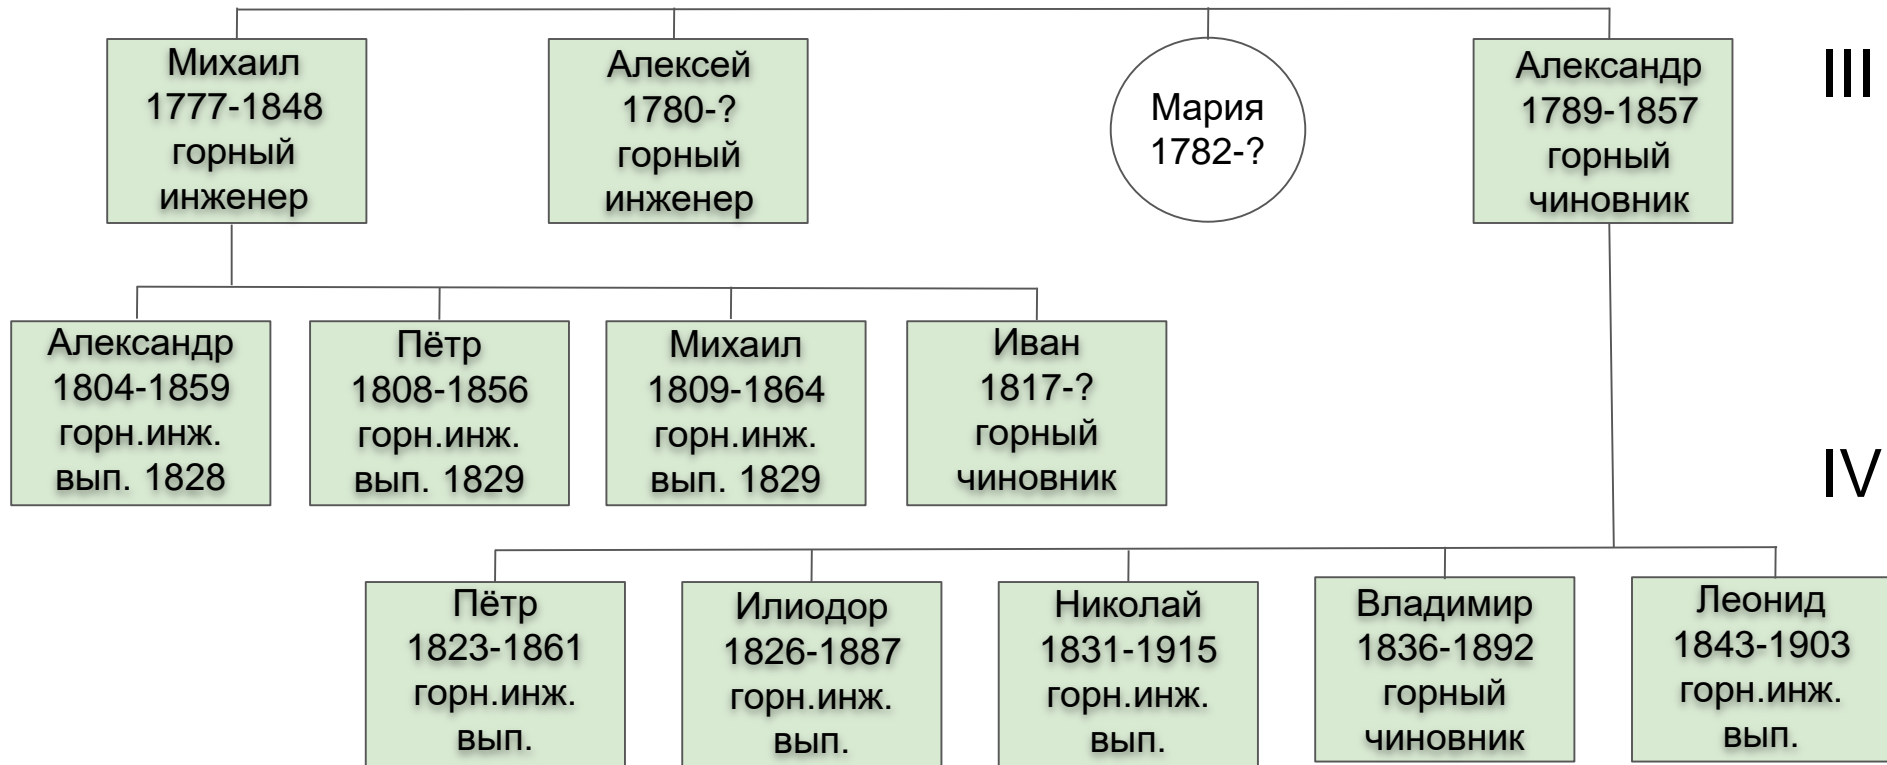 Михаил
1777-1848
горный
инженер
Алексей
1780-?
горный
инженер
Мария
1782-?
Александр
1789-1857
горный
чиновник
III
Александр
1804-1859
горн.инж.
вып. 1828
Пётр
1808-1856
горн.инж.
вып. 1829
Михаил
1809-1864
горн.инж.
вып. 1829
Иван
1817-?
горный
чиновник
IV
Пётр
1823-1861
горн.инж.
вып.
Илиодор
1826-1887
горн.инж.
вып.
Николай
1831-1915
горн.инж.
вып.
Владимир
1836-1892
горный
чиновник
Леонид
1843-1903
горн.инж.
вып.